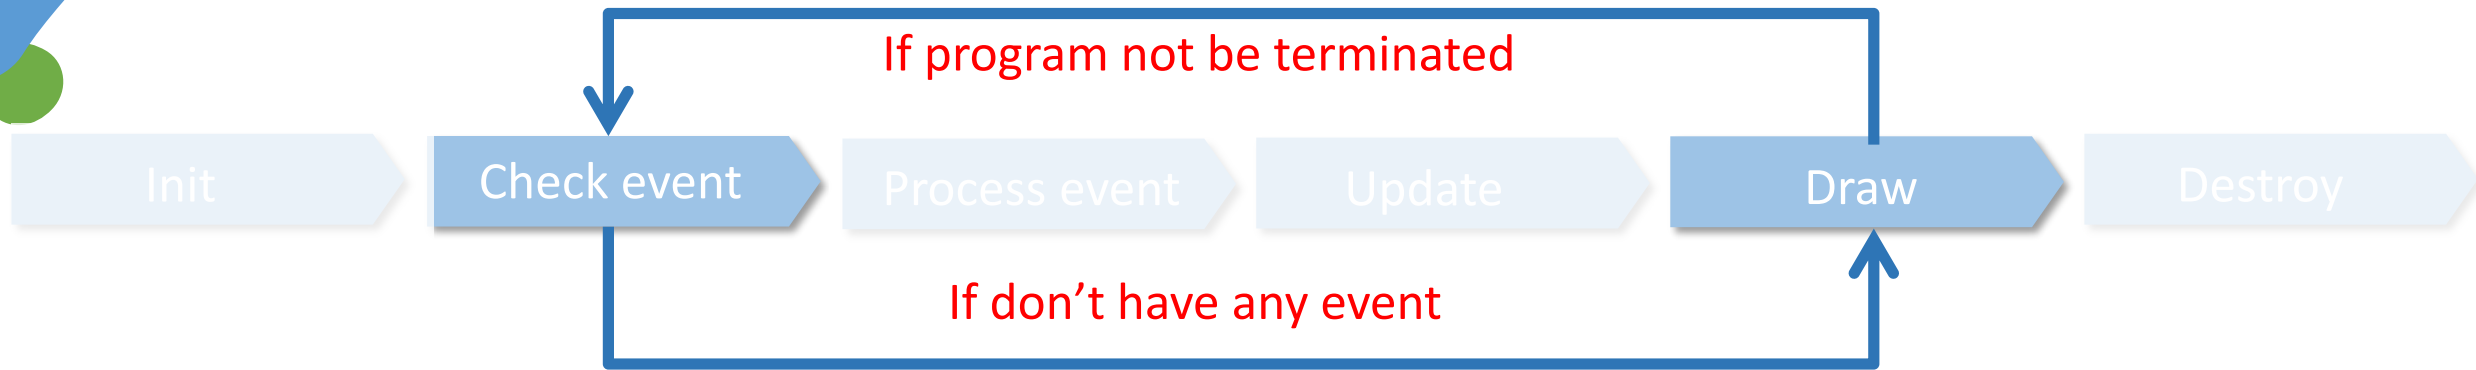 If program not be terminated
Init
Check event
Process event
Update
Draw
Destroy
If don’t have any event